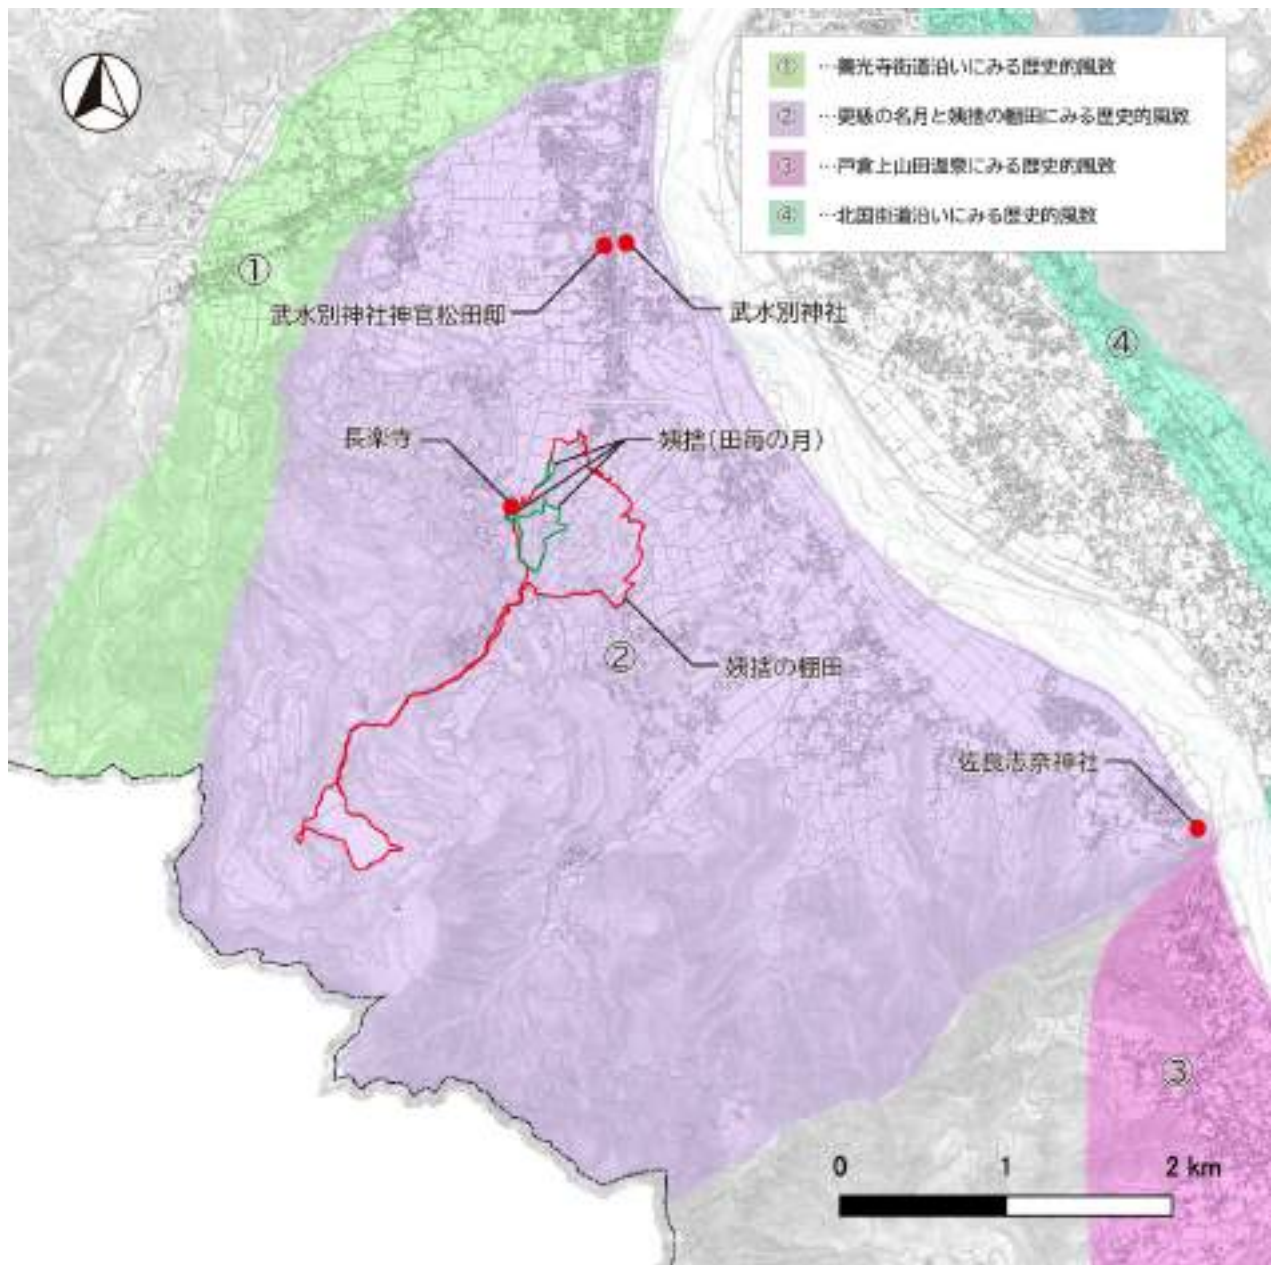 ① …善光寺街道沿いにみる歴史的風致
② …更級の名月と姨捨の棚田にみる歴史的風致
③ …戸倉上山田温泉にみる歴史的風致
④ …北国街道沿いにみる歴史的風致
①
武水別神社神官松田邸
武水別神社
④
長楽寺
姨捨(田毎の月)
②
姨捨の棚田
佐良志奈神社
③
0 1 2 km